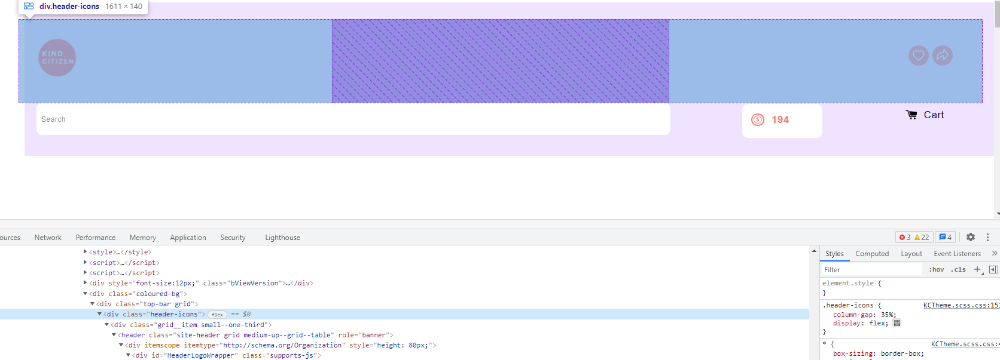 div.header-icons 1611 × 140
KIND
CITIZEN
Search
194
Cart
ources Network Performance Memory Application Security Lighthouse 3 22 4
<style>…</style>
<script>…</script>
<script>…</script>
<div style="font-size:12px;" class="bViewVersion">…</div>
<div class="coloured-bg">
<div class="top-bar grid">
<div class="header-icons"> flex == $0
<div class="grid__item small--one-third">
<header class="site-header grid medium-up--grid--table" role="banner">
<div itemscope itemtype="http://schema.org/Organization" style="height: 80px;">
<div id="HeaderLogoWrapper" class="supports-js">
Styles Computed Layout Event Listeners »
Filter :hov .cls +
element.style {
}
.header-icons { KCTheme.scss.css:151
column-gap: 35%;
display: flex;
}
* { KCTheme.scss.css:4
box-sizing: border-box;